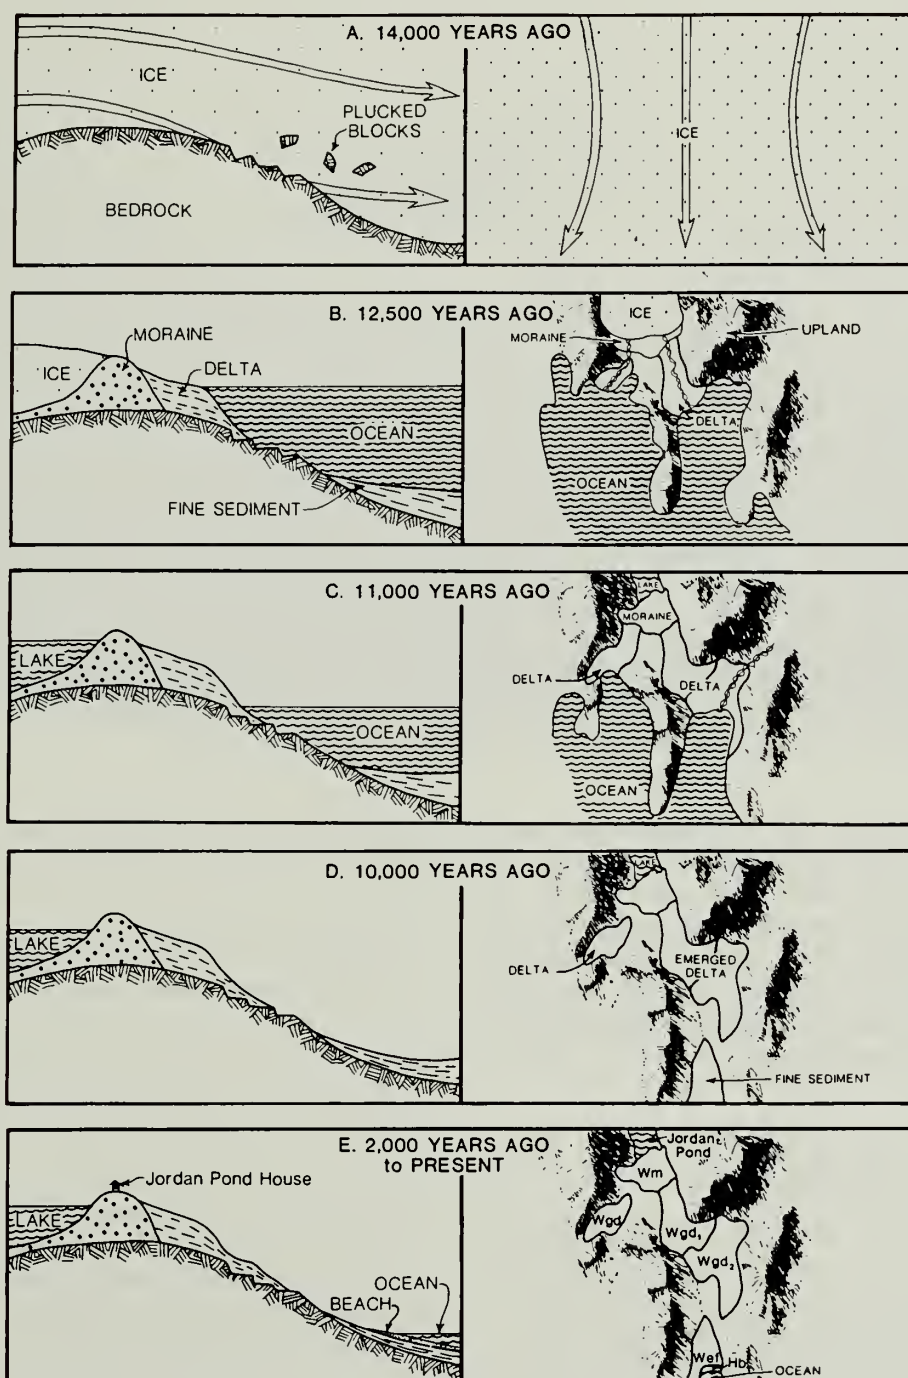 A. 14,000 YEARS AGO
ICE
PLUCKED
BLOCKS
BEDROCK
ICE
B. 12,500 YEARS AGO
MORAINE
ICE
DELTA
OCEAN
FINE SEDIMENT
ICE
MORAINE
UPLAND
DELTA
OCEAN
C. 11,000 YEARS AGO
LAKE
OCEAN
LAKE
MORAINE
DELTA
DELTA
OCEAN
D. 10,000 YEARS AGO
LAKE
LAKE
DELTA
EMERGED
DELTA
FINE SEDIMENT
E. 2,000 YEARS AGO
to PRESENT
Jordan Pond House
LAKE
OCEAN
BEACH
Jordan
Pond
Wm
Wgd
Wgd₁
Wgd₂
Wef Hb
OCEAN